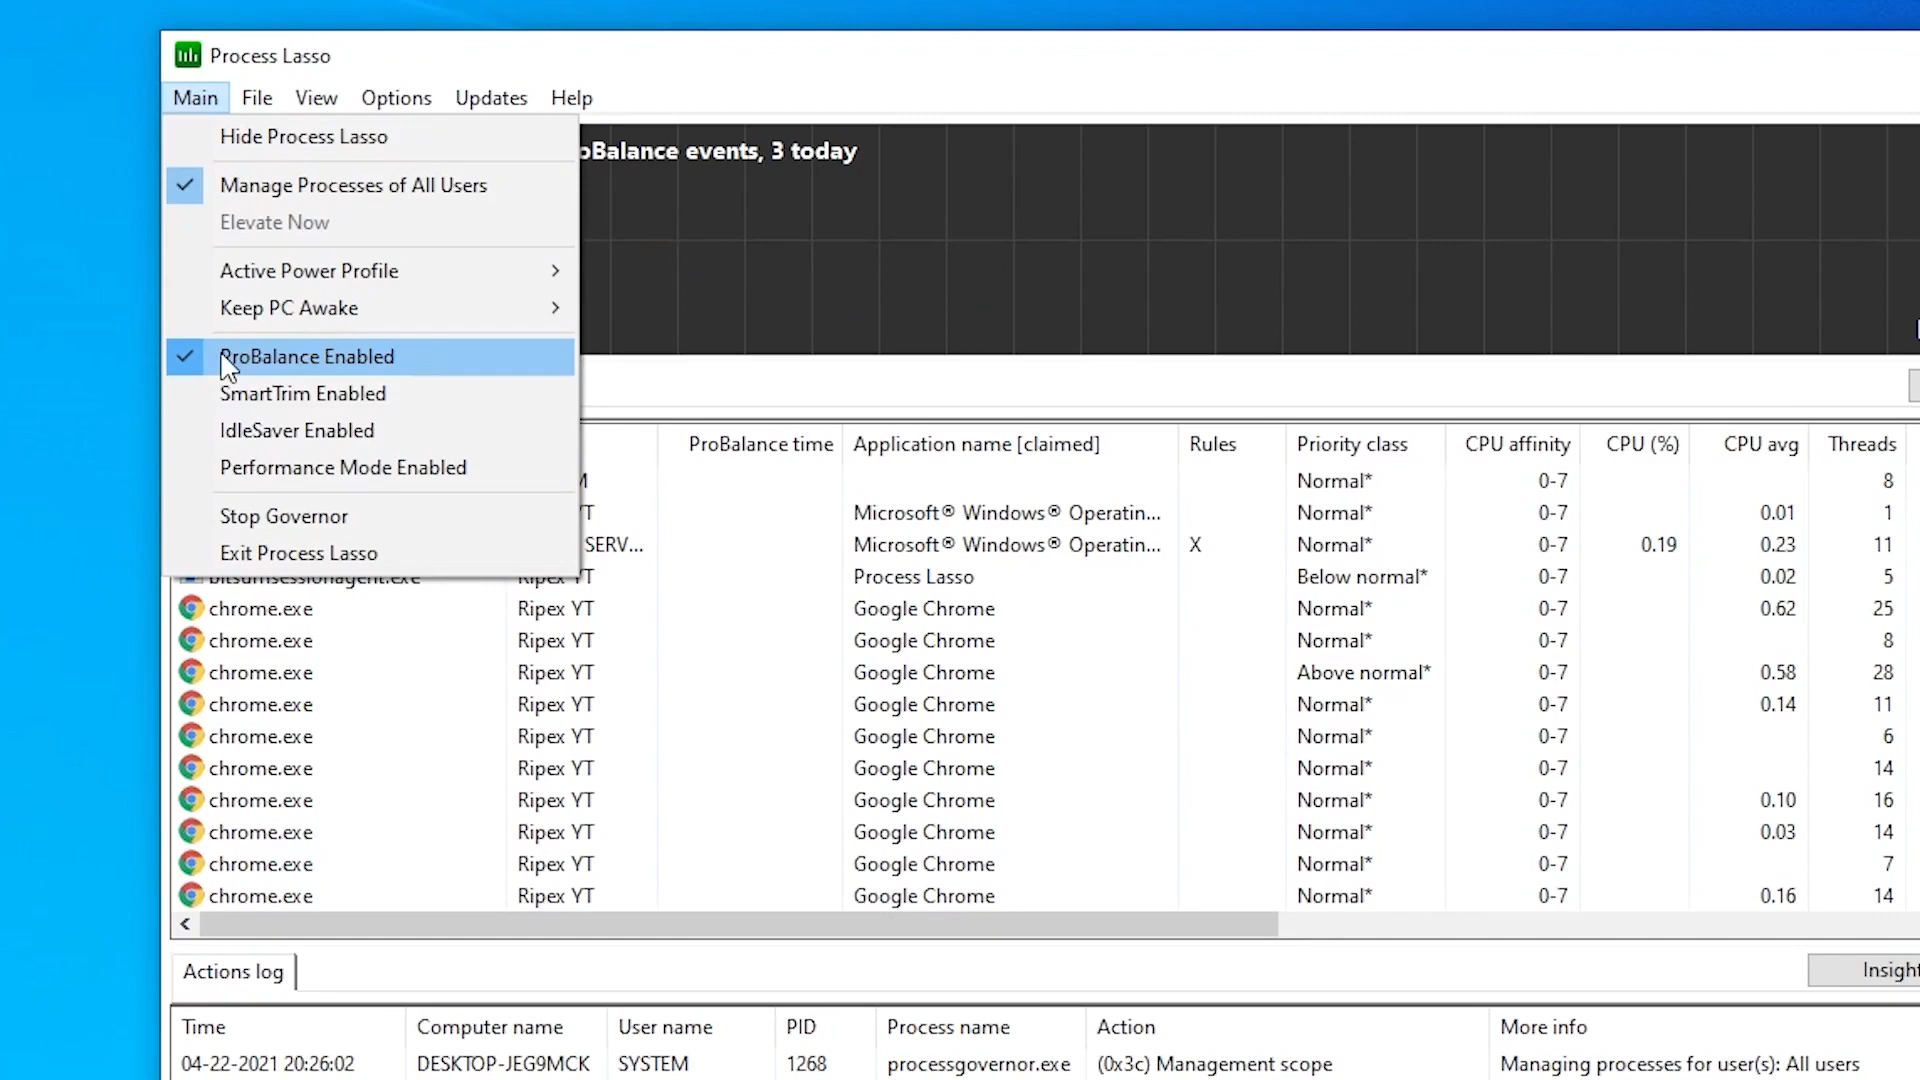 Process Lasso
Main File View Options Updates Help
Hide Process Lasso
Manage Processes of All Users
Elevate Now
Active Power Profile
Keep PC Awake
ProBalance Enabled
SmartTrim Enabled
IdleSaver Enabled
Performance Mode Enabled
Stop Governor
Exit Process Lasso
oBalance events, 3 today
ProBalance time Application name [claimed] Rules Priority class CPU affinity CPU (%) CPU avg Threads
Normal* 0-7 8
Microsoft® Windows® Operatin... Normal* 0-7 0.01 1
SERV... Microsoft® Windows® Operatin... X Normal* 0-7 0.19 0.23 11
bitsumsessionagent.exe Ripex YT Process Lasso Below normal* 0-7 0.02 5
chrome.exe Ripex YT Google Chrome Normal* 0-7 0.62 25
chrome.exe Ripex YT Google Chrome Normal* 0-7 8
chrome.exe Ripex YT Google Chrome Above normal* 0-7 0.58 28
chrome.exe Ripex YT Google Chrome Normal* 0-7 0.14 11
chrome.exe Ripex YT Google Chrome Normal* 0-7 6
chrome.exe Ripex YT Google Chrome Normal* 0-7 14
chrome.exe Ripex YT Google Chrome Normal* 0-7 0.10 16
chrome.exe Ripex YT Google Chrome Normal* 0-7 0.03 14
chrome.exe Ripex YT Google Chrome Normal* 0-7 7
chrome.exe Ripex YT Google Chrome Normal* 0-7 0.16 14
Actions log
Insight
Time Computer name User name PID Process name Action More info
04-22-2021 20:26:02 DESKTOP-JEG9MCK SYSTEM 1268 processgovernor.exe (0x3c) Management scope Managing processes for user(s): All users